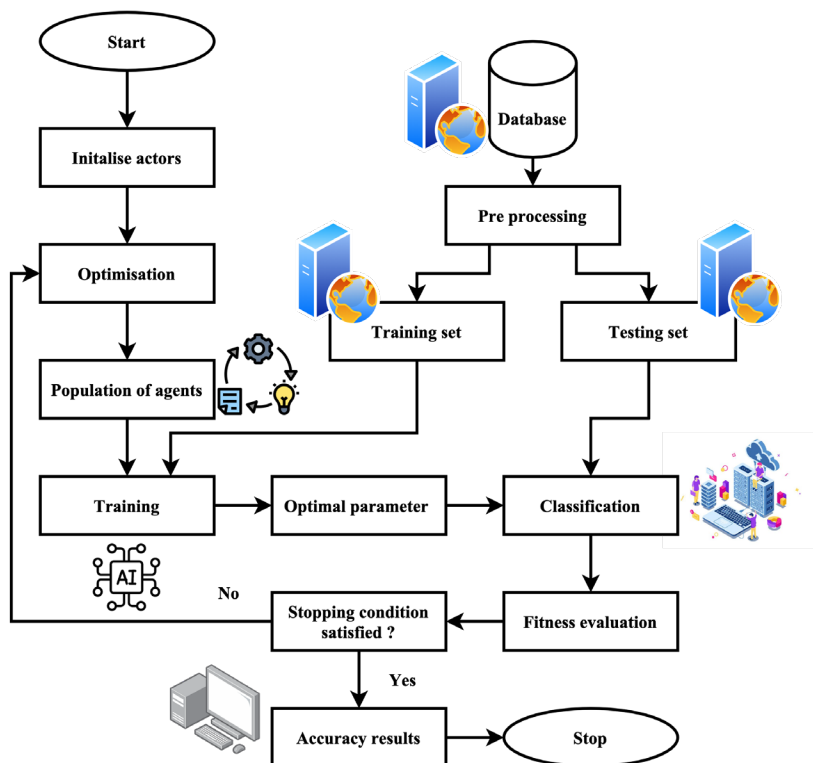 Start
Initalise actors
Optimisation
Population of agents
Training
Database
Pre processing
Training set
Testing set
Optimal parameter
Classification
AI
No
Stopping condition
satisfied ?
Fitness evaluation
Yes
Accuracy results
Stop